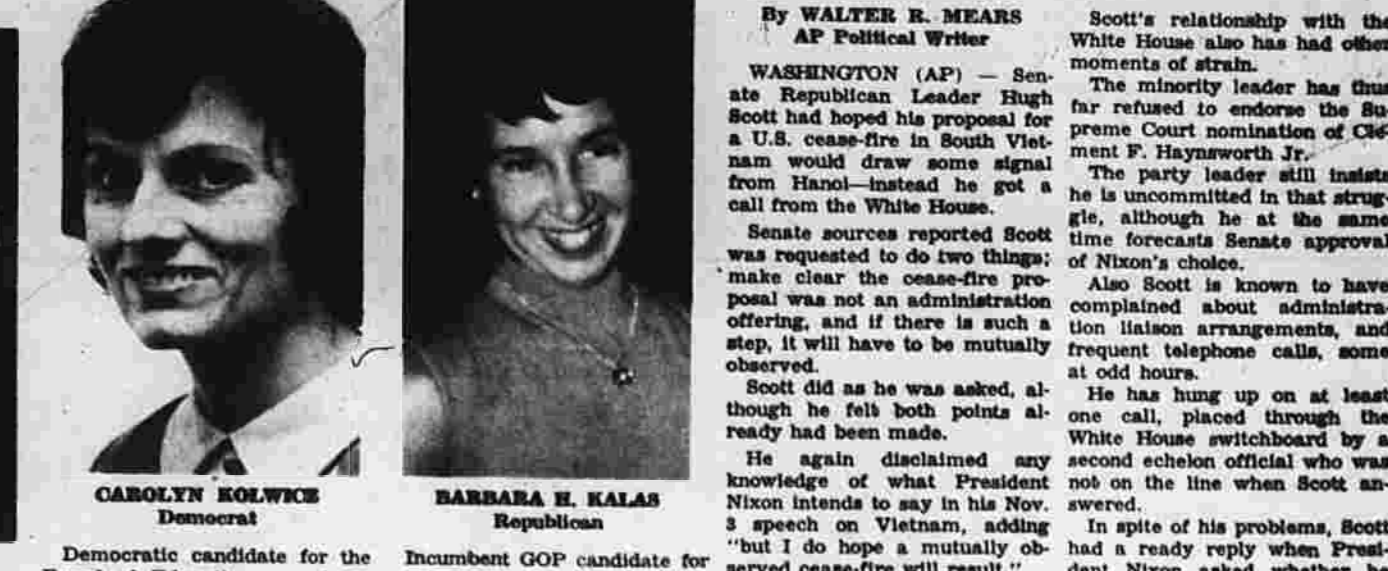 CAROLYN KOLWICZ
Democrat
Democratic candidate for the
BARBARA H. KALAS
Republican
Incumbent GOP candidate for
By WALTER R. MEARS
AP Political Writer
WASHINGTON (AP) — Sen-
ate Republican Leader Hugh
Scott had hoped his proposal for
a U.S. cease-fire in South Viet-
nam would draw some signal
from Hanoi—instead he got a
call from the White House.
Senate sources reported Scott
was requested to do two things;
make clear the cease-fire pro-
posal was not an administration
offering, and if there is such a
step, it will have to be mutually
observed.
Scott did as he was asked, al-
though he felt both points al-
ready had been made.
He again disclaimed any
knowledge of what President
Nixon intends to say in his Nov.
3 speech on Vietnam, adding
"but I do hope a mutually ob-
served cease-fire will result."
Scott's relationship with the
White House also has had other
moments of strain.
The minority leader has thus
far refused to endorse the Su-
preme Court nomination of Cle-
ment F. Haynsworth Jr.
The party leader still insists
he is uncommitted in that strug-
gle, although he at the same
time forecasts Senate approval
of Nixon's choice.
Also Scott is known to have
complained about administra-
tion liaison arrangements, and
frequent telephone calls, some
at odd hours.
He has hung up on at least
one call, placed through the
White House switchboard by a
second echelon official who was
not on the line when Scott an-
swered.
In spite of his problems, Scott
had a ready reply when Presi-
dent Nixon asked whether he